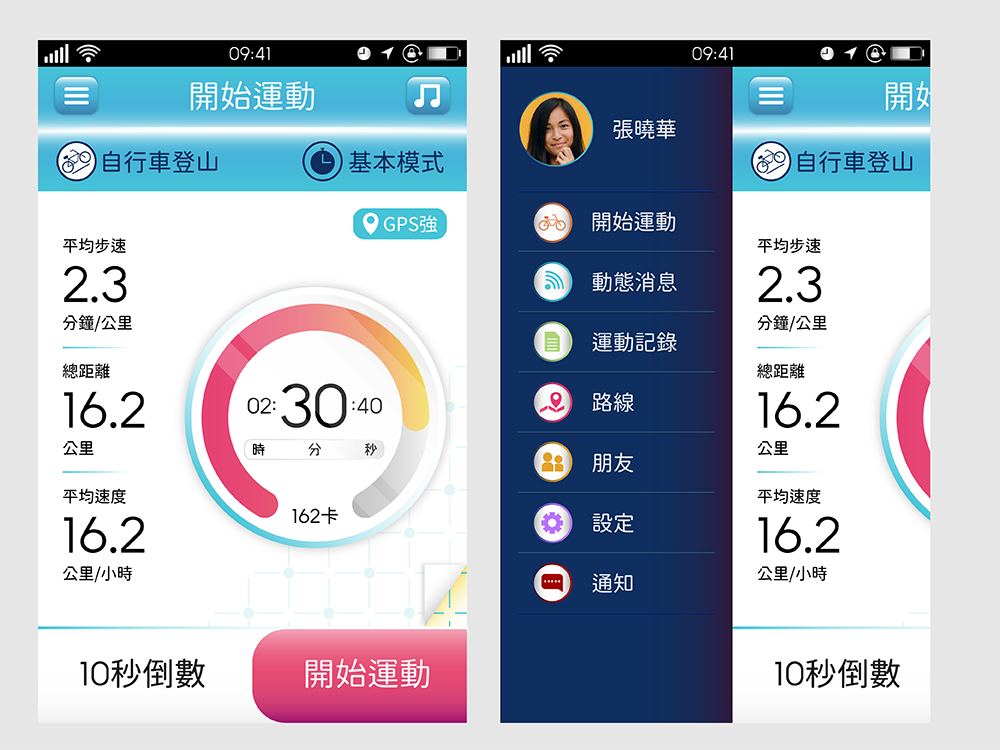 09:41
開始運動
自行車登山
基本模式
GPS強
平均步速
2.3
分鐘/公里
總距離
16.2
公里
平均速度
16.2
公里/小時
02:30:40
時 分 秒
162卡
10秒倒數
開始運動
09:41
張曉華
開始運動
動態消息
運動記錄
路線
朋友
設定
通知
開始
自行車登山
平均步速
2.3
分鐘/公里
總距離
16.2
公里
平均速度
16.2
公里/小時
10秒倒數